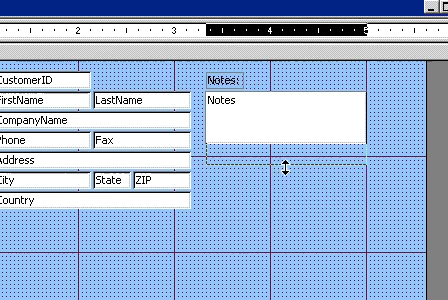 2 3 4 5
CustomerID Notes:
FirstName LastName Notes
CompanyName
Phone Fax
Address
City State ZIP
Country